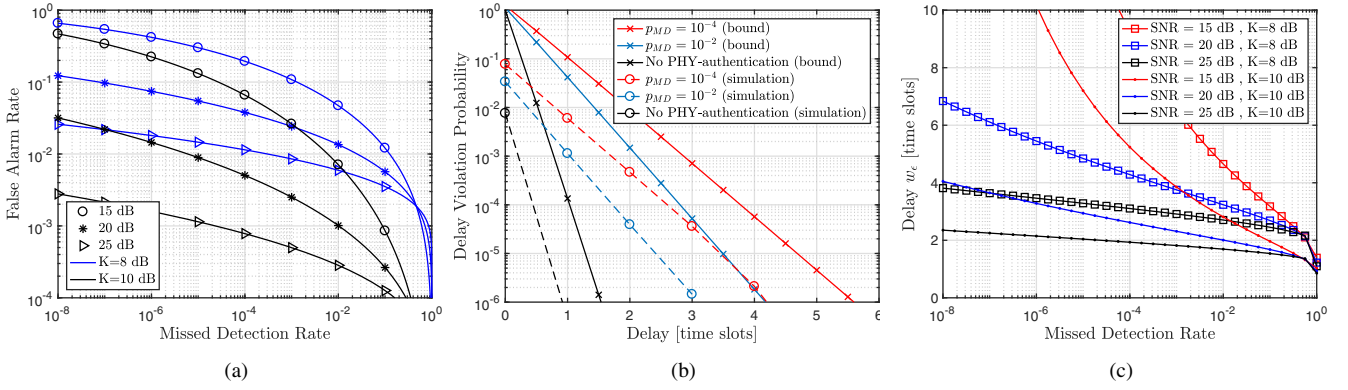 10^0
10^-1
10^-2
10^-3
10^-4
False Alarm Rate
15 dB
20 dB
25 dB
K=8 dB
K=10 dB
10^-8
10^-6
10^-4
10^-2
10^0
Missed Detection Rate
(a)
10^0
10^-1
10^-2
10^-3
10^-4
10^-5
10^-6
Delay Violation Probability
p_MD = 10^-4 (bound)
p_MD = 10^-2 (bound)
No PHY-authentication (bound)
p_MD = 10^-4 (simulation)
p_MD = 10^-2 (simulation)
No PHY-authentication (simulation)
0 1 2 3 4 5 6
Delay [time slots]
(b)
10
8
6
4
2
0
Delay w_ϵ [time slots]
SNR = 15 dB , K=8 dB
SNR = 20 dB , K=8 dB
SNR = 25 dB , K=8 dB
SNR = 15 dB , K=10 dB
SNR = 20 dB , K=10 dB
SNR = 25 dB , K=10 dB
10^-8
10^-6
10^-4
10^-2
10^0
Missed Detection Rate
(c)